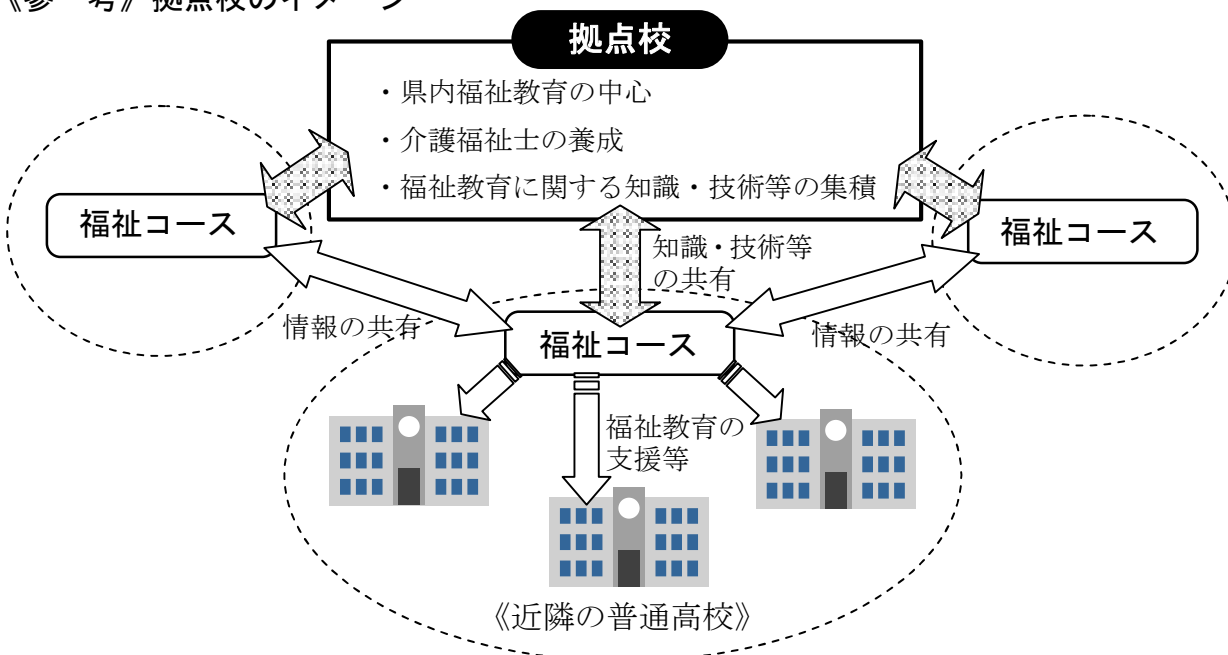 《参　考》拠点校のイメージ
拠点校
・県内福祉教育の中心
・介護福祉士の養成
・福祉教育に関する知識・技術等の集積
福祉コース
福祉コース
知識・技術等
の共有
情報の共有
福祉コース
情報の共有
福祉教育の
支援等
《近隣の普通高校》